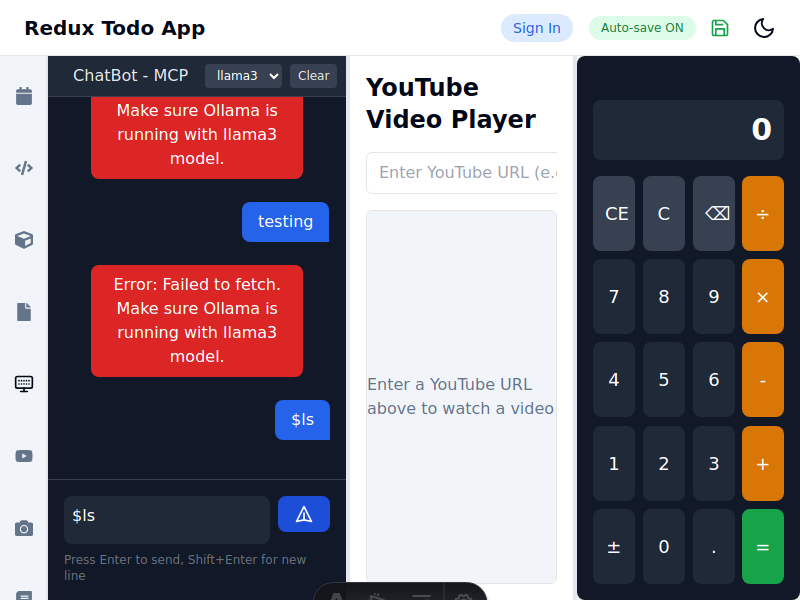 Redux Todo App
Sign In
Auto-save ON
ChatBot - MCP
llama3
Clear
Make sure Ollama is
running with llama3
model.
testing
Error: Failed to fetch.
Make sure Ollama is
running with llama3
model.
$ls
$ls
Press Enter to send, Shift+Enter for new
line
YouTube
Video Player
Enter YouTube URL (e.
Enter a YouTube URL
above to watch a video
0
CE C ⌫ ÷
7 8 9 ×
4 5 6 -
1 2 3 +
± 0 . =